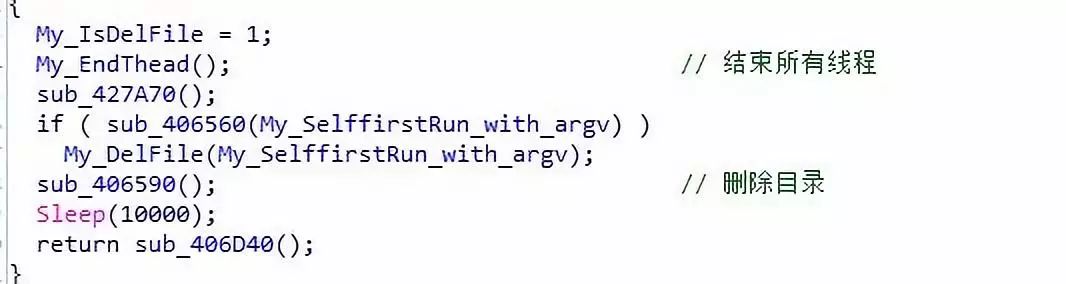 {
My_IsDelFile = 1;
My_EndThead(); // 结束所有线程
sub_427A70();
if ( sub_406560(My_SelffirstRun_with_argv) )
My_DelFile(My_SelffirstRun_with_argv);
sub_406590(); // 删除目录
Sleep(10000);
return sub_406D40();
}